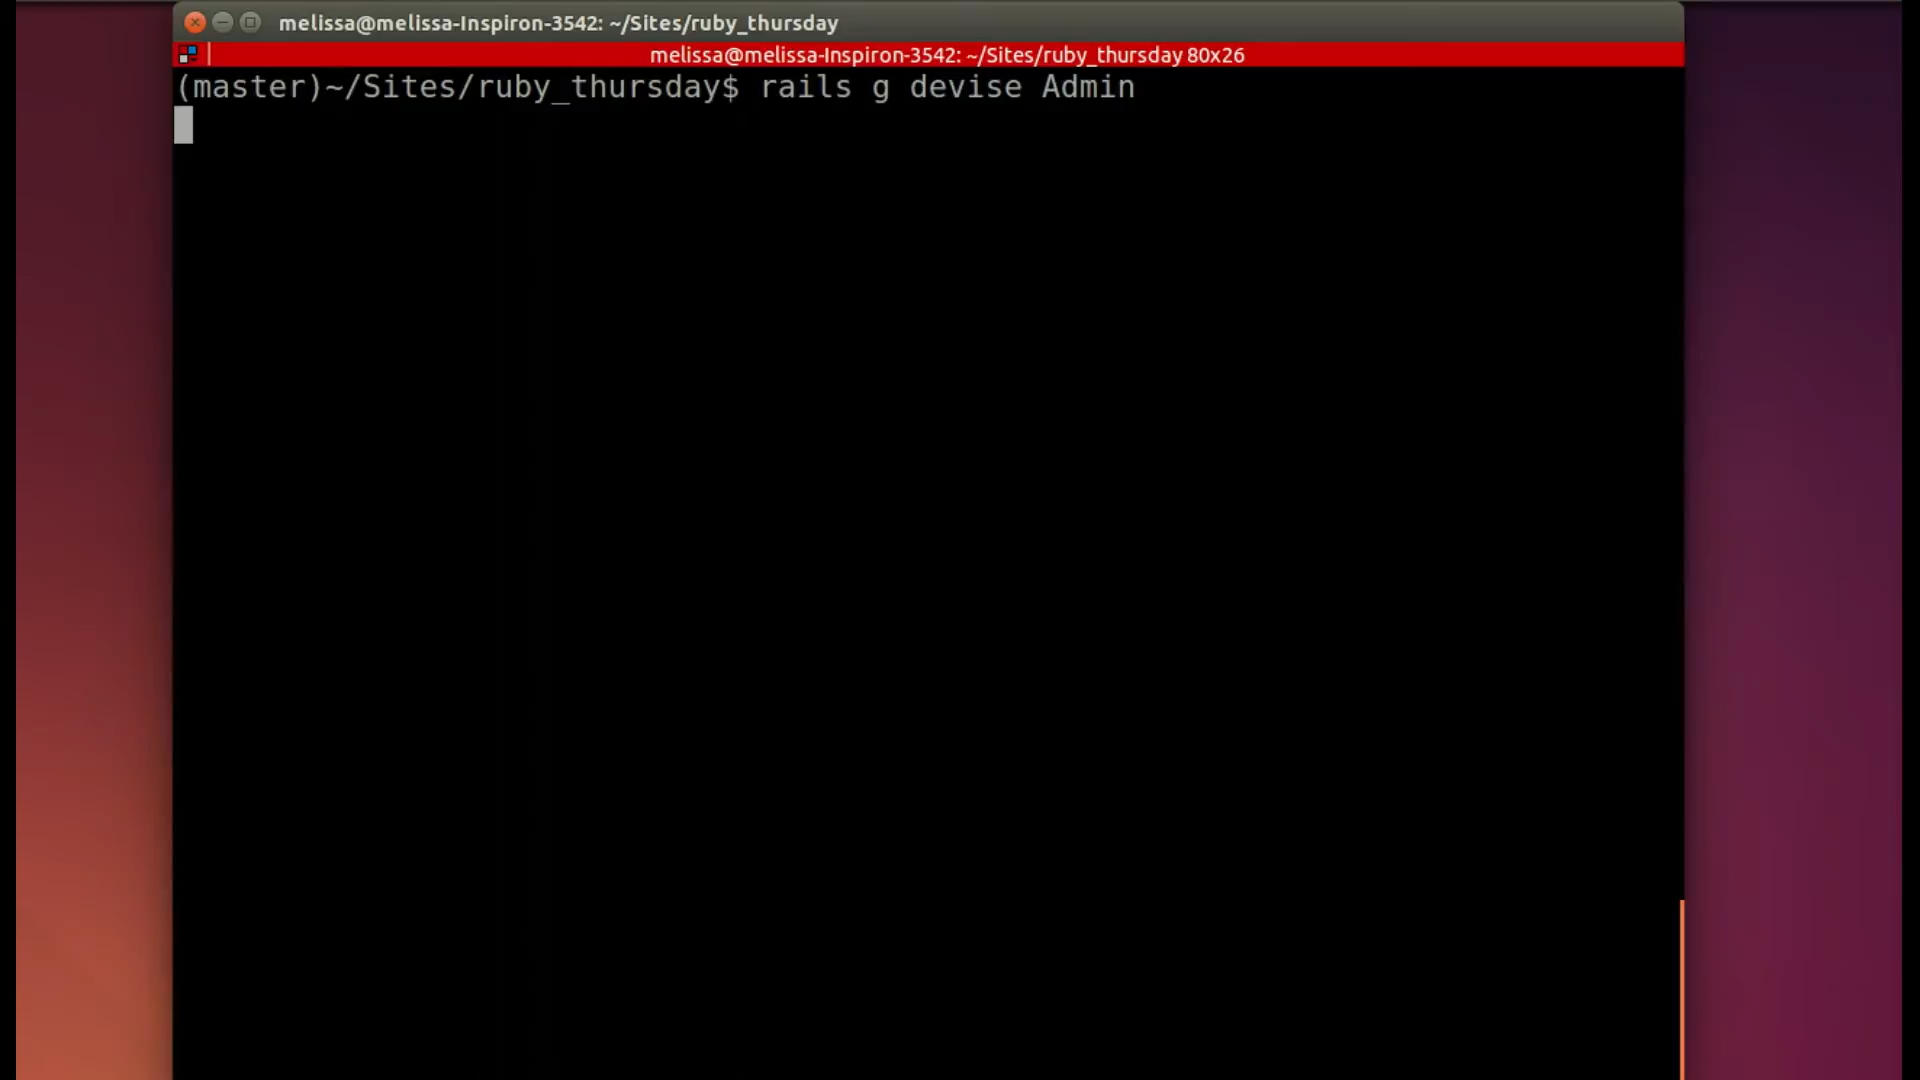 melissa@melissa-Inspiron-3542: ~/Sites/ruby_thursday
melissa@melissa-Inspiron-3542: ~/Sites/ruby_thursday 80x26
(master)~/Sites/ruby_thursday$ rails g devise Admin